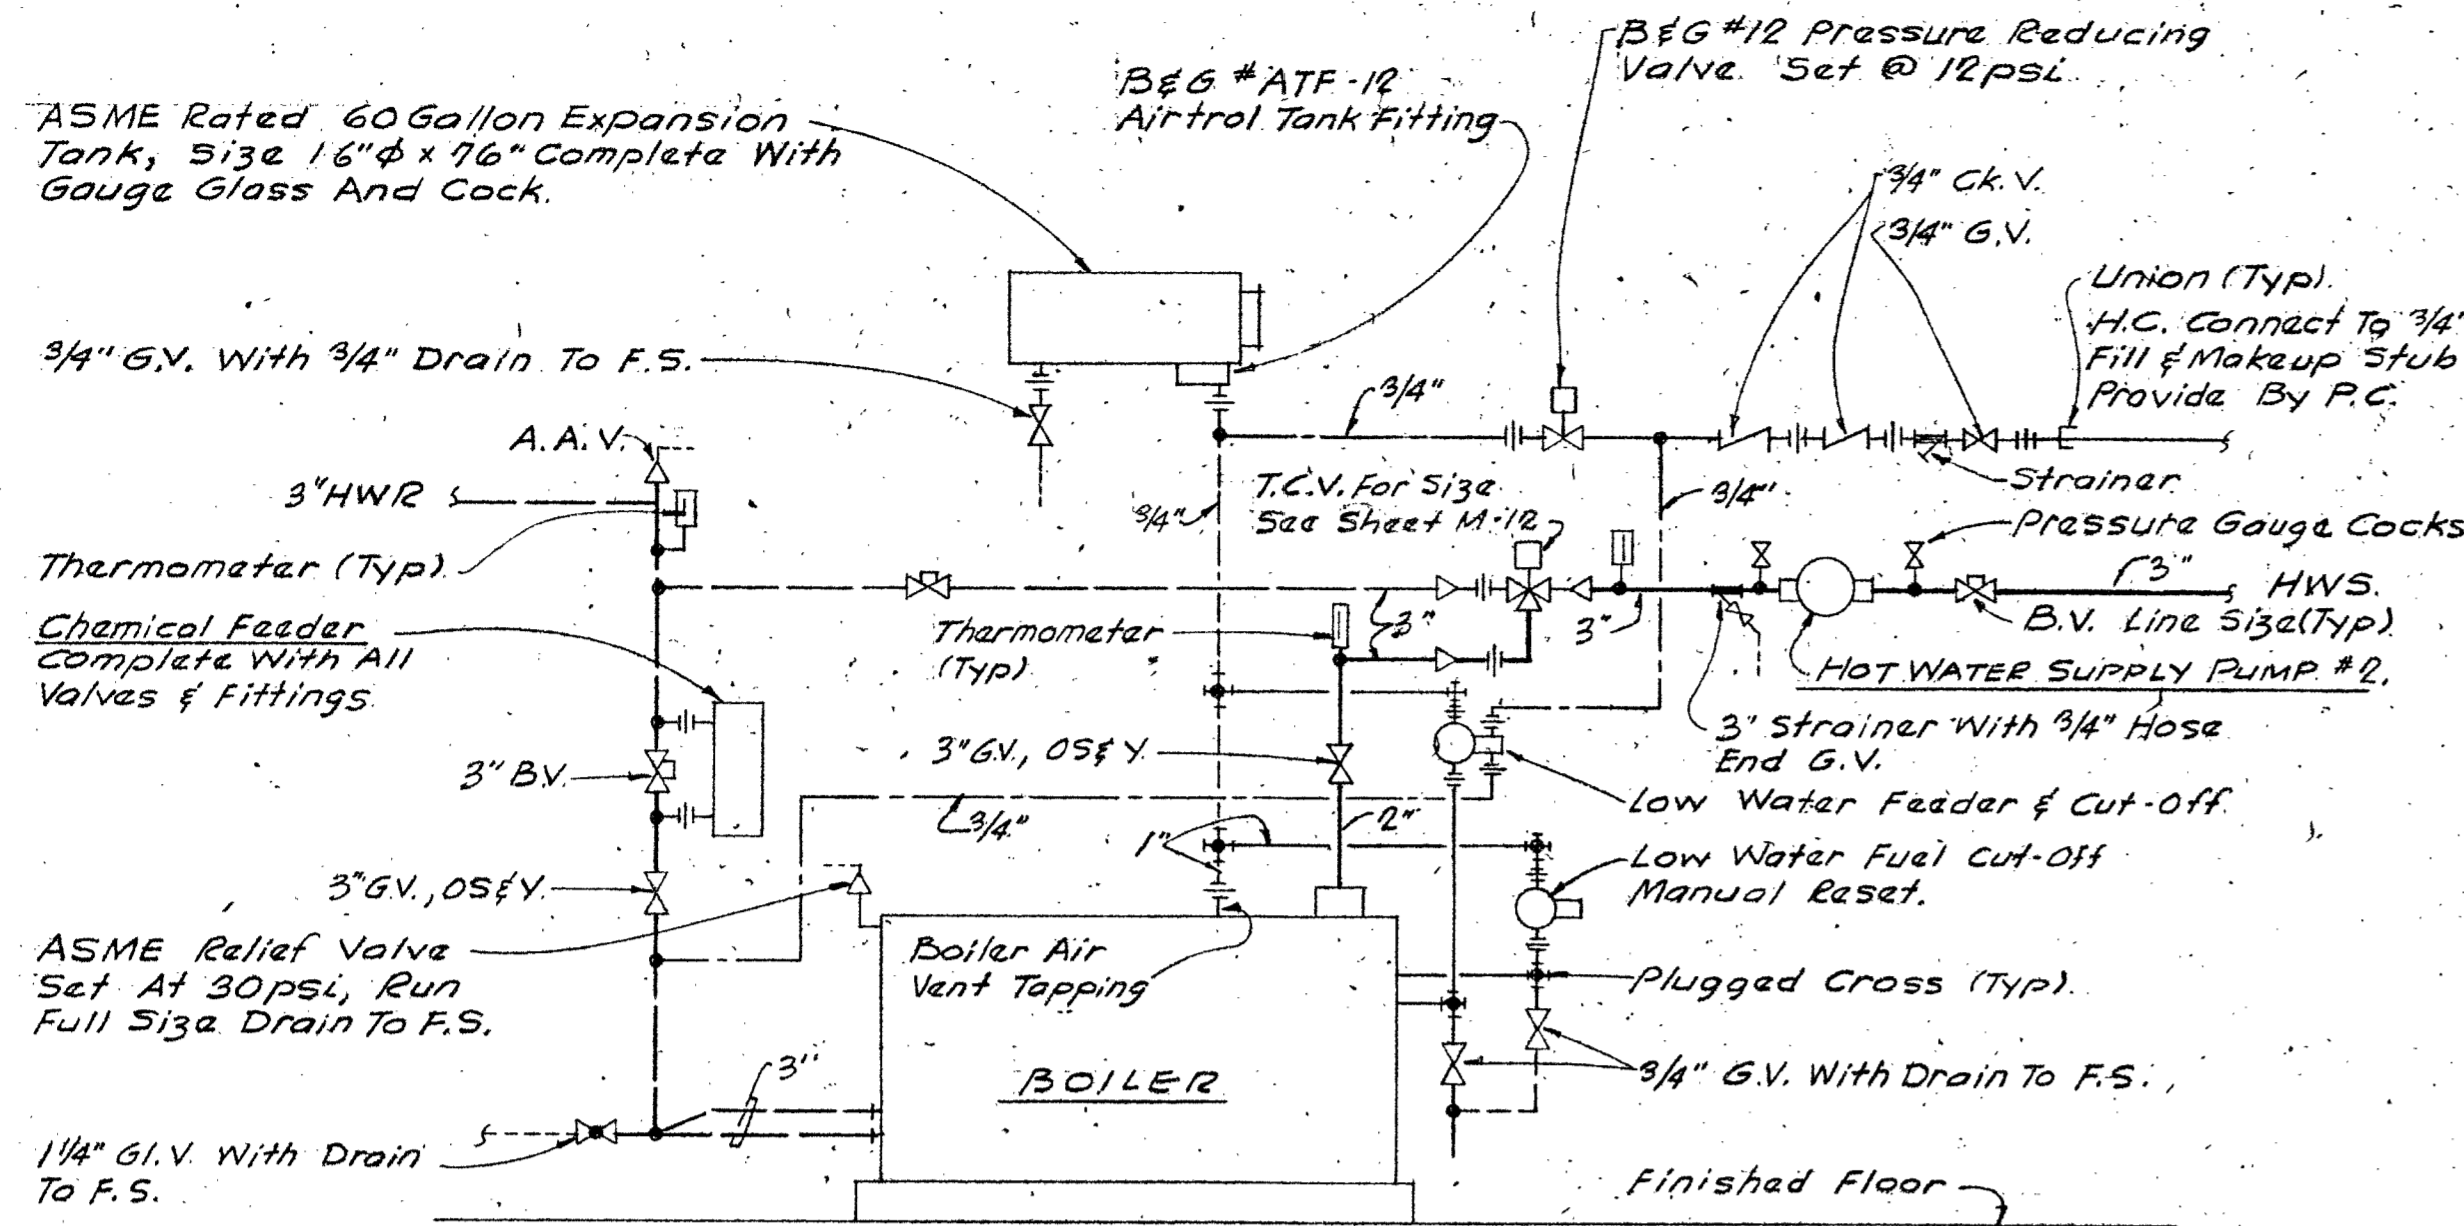 B&G #12 Pressure Reducing
Valve Set @ 12psi
B&G # ATF-12
Airtrol Tank Fitting
ASME Rated 60 Gallon Expansion
Tank, Size 16"ϕ x 76" Complete With
Gauge Glass And Cock.
3/4" Ck. V.
3/4" G.V.
Union (Typ).
H.C. Connect To 3/4"
Fill & Makeup Stub
Provide By P.C.
3/4" G.V. With 3/4" Drain To F.S.
3/4"
A.A.V.
Strainer
3" HWR
T.C.V. For Size
See Sheet M-12
3/4"
3/4"
Pressure Gauge Cocks
Thermometer (Typ).
3"
HWS.
Chemical Feeder
Complete With All
Valves & Fittings
Thermometer
(Typ)
3"
3"
B.V. Line Size(Typ)
HOT WATER SUPPLY PUMP #2.
3" Strainer With 3/4" Hose
End G.V.
3" G.V., OS&Y.
3" B.V.
Low Water Feeder & Cut-Off.
3/4"
2"
1"
Low Water Fuel Cut-Off
Manual Reset.
3" G.V., OS&Y.
ASME Relief Valve
Set At 30psi, Run
Full Size Drain To F.S.
Boiler Air
Vent Tapping
Plugged Cross (Typ).
3"
BOILER
3/4" G.V. With Drain To F.S.
1 1/4" Gl. V. With Drain
To F.S.
Finished Floor